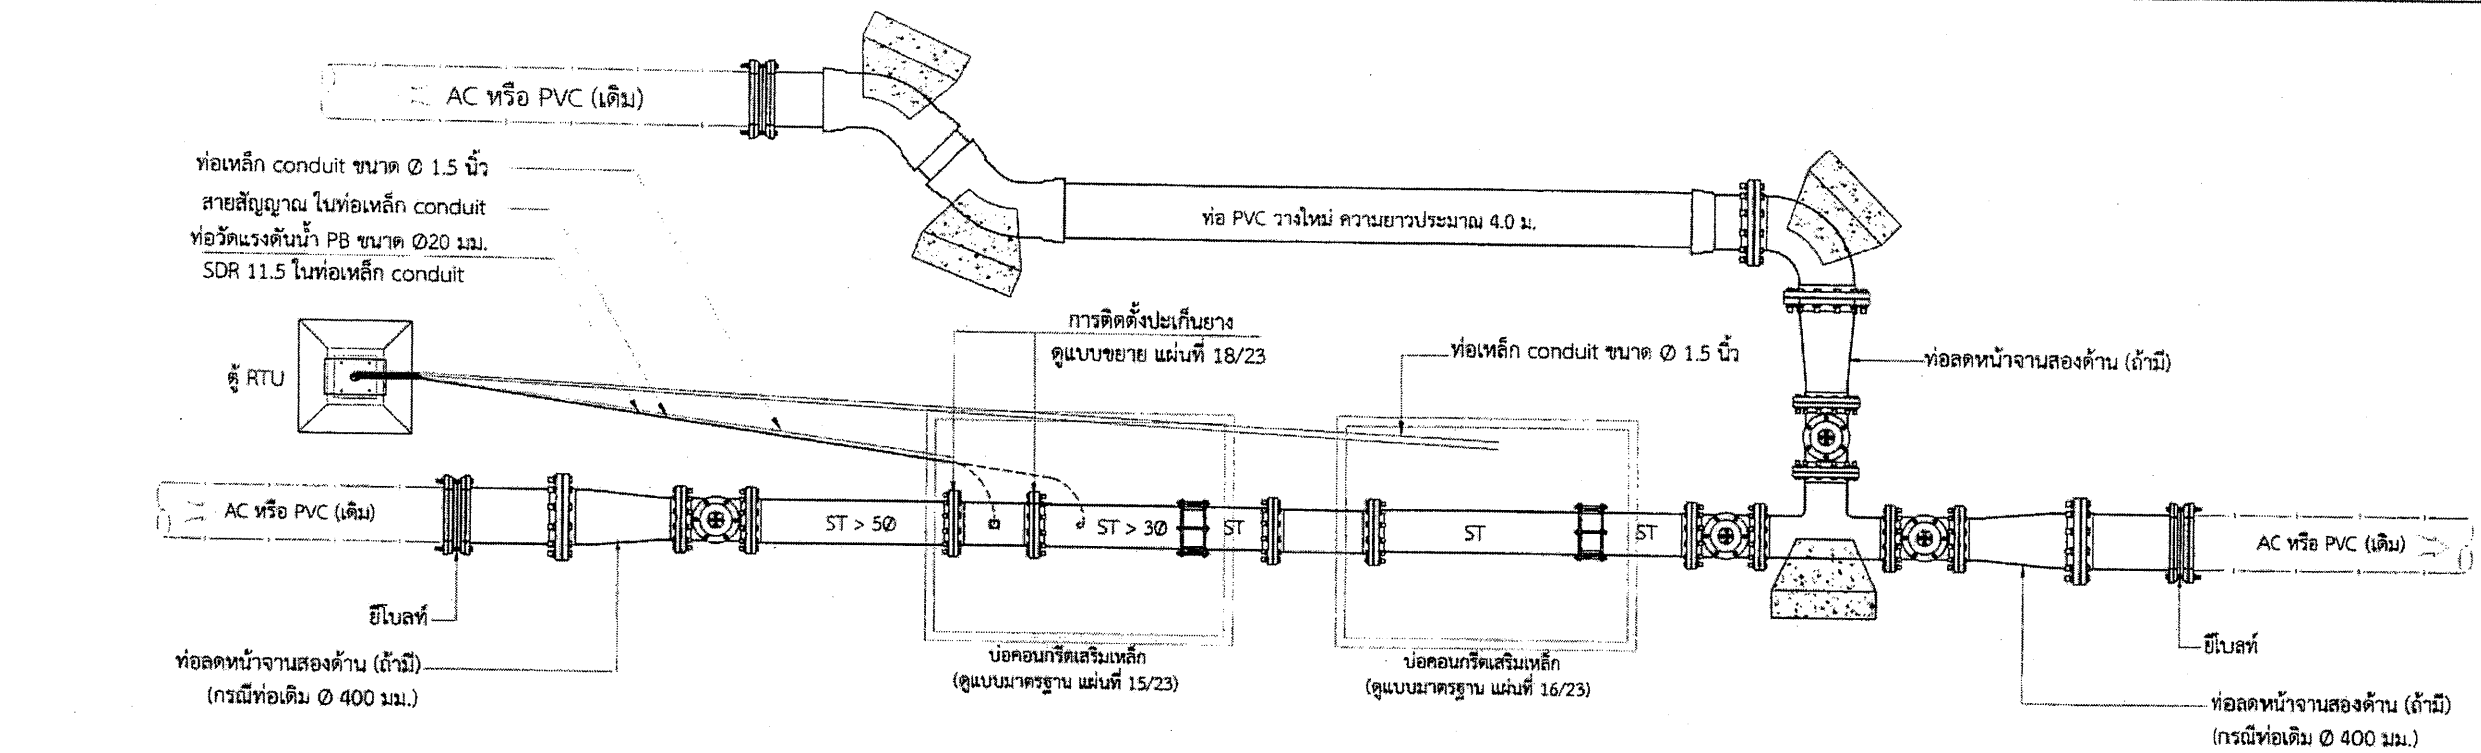 AC หรือ PVC (เดิม)
ท่อเหล็ก conduit ขนาด Ø 1.5 นิ้ว
สายสัญญาณ ในท่อเหล็ก conduit
ท่อวัดแรงดันน้ำ PB ขนาด Ø20 มม.
SDR 11.5 ในท่อเหล็ก conduit
ท่อ PVC วางใหม่ ความยาวประมาณ 4.0 ม.
การติดตั้งปะเก็นยาง
ดูแบบขยาย แผ่นที่ 18/23
ท่อเหล็ก conduit ขนาด Ø 1.5 นิ้ว
ท่อลดหน้าจานสองด้าน (ถ้ามี)
ตู้ RTU
AC หรือ PVC (เดิม)
ST > 5Ø
ST > 3Ø
ST
ST
ST
AC หรือ PVC (เดิม)
ยีโบลท์
ท่อลดหน้าจานสองด้าน (ถ้ามี)
(กรณีท่อเดิม Ø 400 มม.)
บ่อคอนกรีตเสริมเหล็ก
(ดูแบบมาตรฐาน แผ่นที่ 15/23)
บ่อคอนกรีตเสริมเหล็ก
(ดูแบบมาตรฐาน แผ่นที่ 16/23)
ยีโบลท์
ท่อลดหน้าจานสองด้าน (ถ้ามี)
(กรณีท่อเดิม Ø 400 มม.)